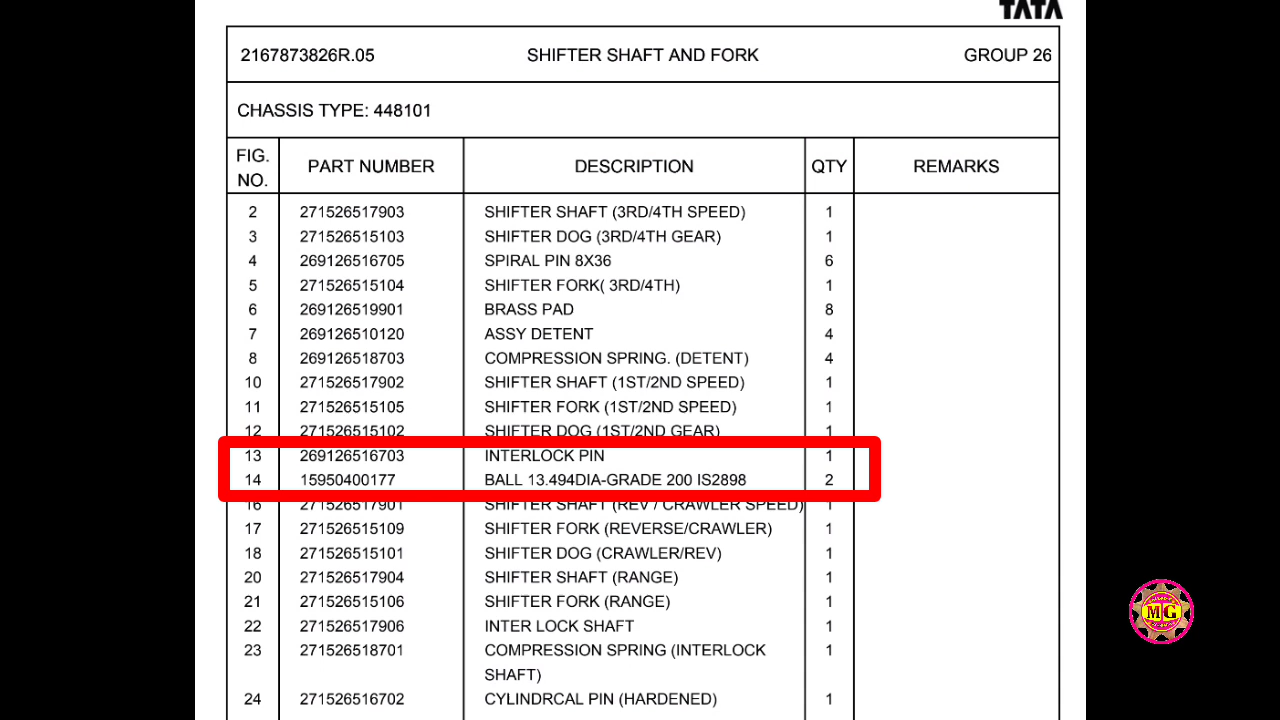 TATA
2167873826R.05 SHIFTER SHAFT AND FORK GROUP 26
CHASSIS TYPE: 448101
FIG. NO. PART NUMBER DESCRIPTION QTY REMARKS
2 271526517903 SHIFTER SHAFT (3RD/4TH SPEED) 1
3 271526515103 SHIFTER DOG (3RD/4TH GEAR) 1
4 269126516705 SPIRAL PIN 8X36 6
5 271526515104 SHIFTER FORK( 3RD/4TH) 1
6 269126519901 BRASS PAD 8
7 269126510120 ASSY DETENT 4
8 269126518703 COMPRESSION SPRING. (DETENT) 4
10 271526517902 SHIFTER SHAFT (1ST/2ND SPEED) 1
11 271526515105 SHIFTER FORK (1ST/2ND SPEED) 1
12 271526515102 SHIFTER DOG (1ST/2ND GEAR) 1
13 269126516703 INTERLOCK PIN 1
14 15950400177 BALL 13.494DIA-GRADE 200 IS2898 2
16 271526517901 SHIFTER SHAFT (REV / CRAWLER SPEED) 1
17 271526515109 SHIFTER FORK (REVERSE/CRAWLER) 1
18 271526515101 SHIFTER DOG (CRAWLER/REV) 1
20 271526517904 SHIFTER SHAFT (RANGE) 1
21 271526515106 SHIFTER FORK (RANGE) 1
22 271526517906 INTER LOCK SHAFT 1
23 271526518701 COMPRESSION SPRING (INTERLOCK 1
SHAFT)
24 271526516702 CYLINDRCAL PIN (HARDENED) 1
MG